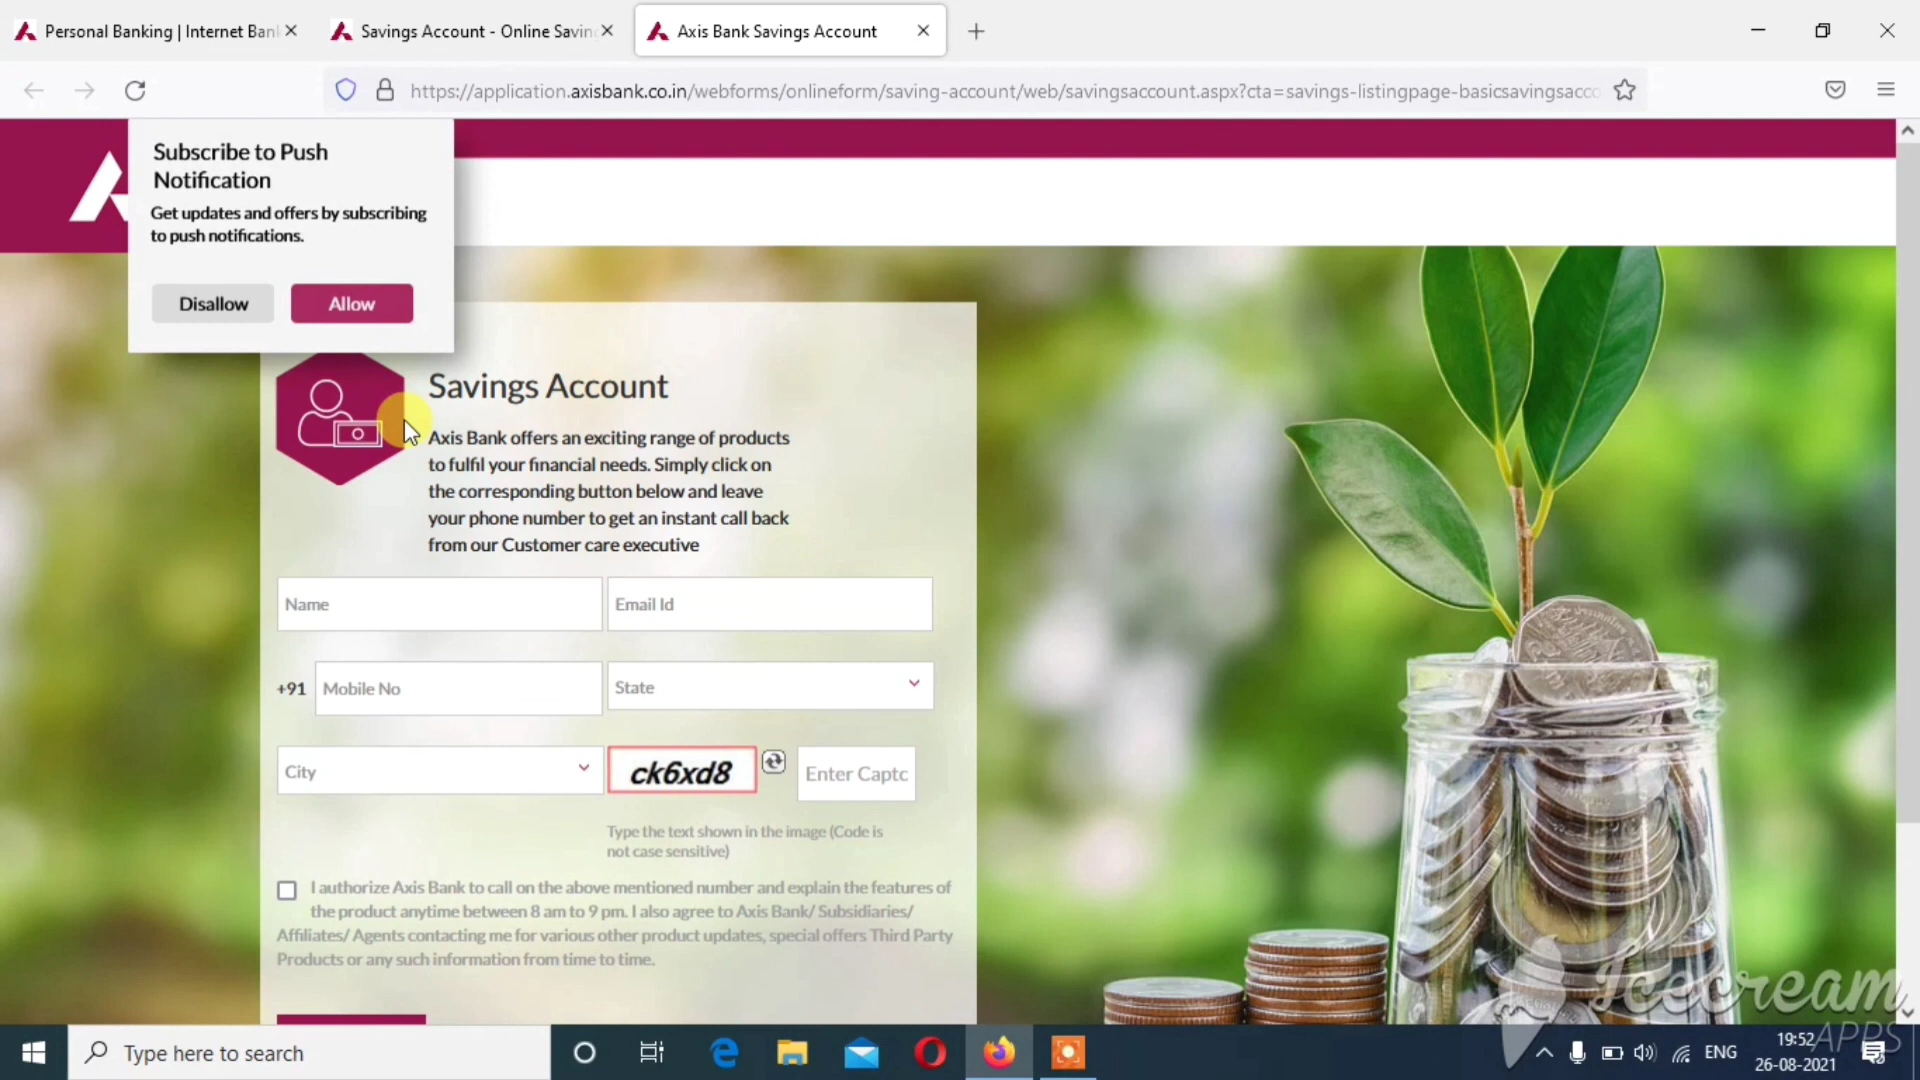 Personal Banking | Internet Ban
Savings Account - Online Savin
Axis Bank Savings Account
https://application.axisbank.co.in/webforms/onlineform/saving-account/web/savingsaccount.aspx?cta=savings-listingpage-basicsavingsacco
Subscribe to Push
Notification
Get updates and offers by subscribing
to push notifications.
Disallow
Allow
Savings Account
Axis Bank offers an exciting range of products
to fulfil your financial needs. Simply click on
the corresponding button below and leave
your phone number to get an instant call back
from our Customer care executive
Name
Email Id
+91
Mobile No
State
City
ck6xd8
Enter Captc
Type the text shown in the image (Code is
not case sensitive)
I authorize Axis Bank to call on the above mentioned number and explain the features of
the product anytime between 8 am to 9 pm. I also agree to Axis Bank/ Subsidiaries/
Affiliates/ Agents contacting me for various other product updates, special offers Third Party
Products or any such information from time to time.
Icecream
APPS
Type here to search
ENG
19:52
26-08-2021